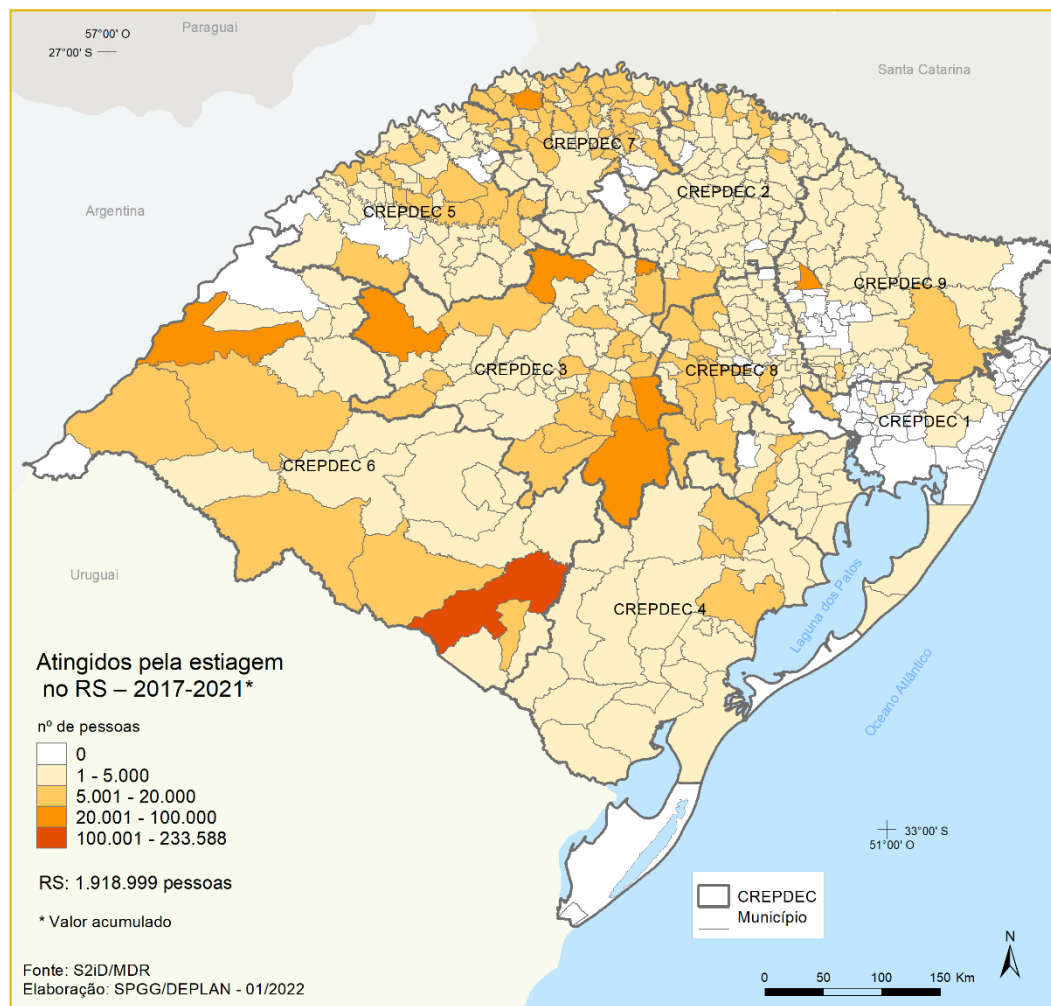 Paraguai
57°00' O
27°00' S
Santa Catarina
CREPDEC 7
CREPDEC 2
Argentina
CREPDEC 5
CREPDEC 9
CREPDEC 3
CREPDEC 8
CREPDEC 1
CREPDEC 6
Uruguai
CREPDEC 4
Laguna dos Patos
Oceano Atlântico
Atingidos pela estiagem
no RS – 2017-2021*
nº de pessoas
0
1 - 5.000
5.001 - 20.000
20.001 - 100.000
100.001 - 233.588
RS: 1.918.999 pessoas
* Valor acumulado
33°00' S
51°00' O
CREPDEC
Município
N
Fonte: S2iD/MDR
Elaboração: SPGG/DEPLAN - 01/2022
0 50 100 150 Km